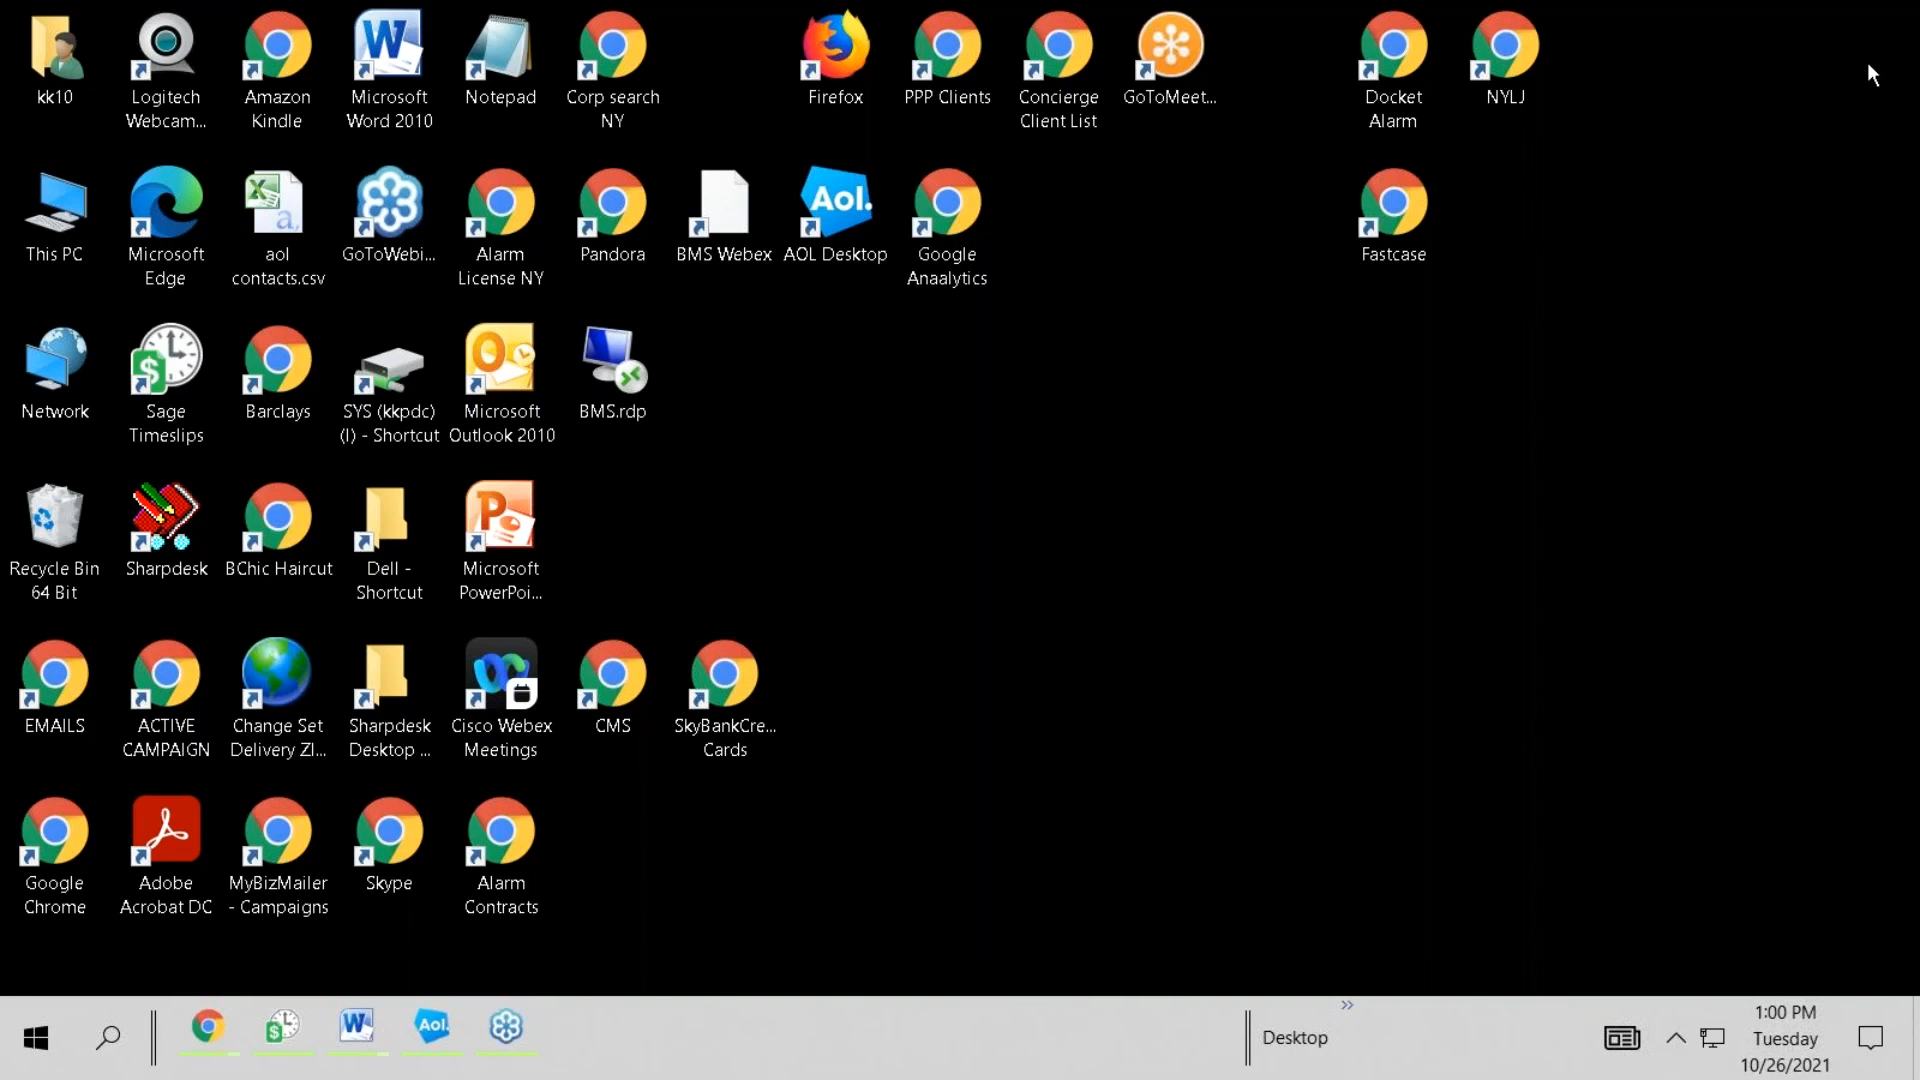 kk10
Logitech
Webcam...
Amazon
Kindle
Microsoft
Word 2010
Notepad
Corp search
NY
Firefox
PPP Clients
Concierge
Client List
GoToMeet...
Docket
Alarm
NYLJ
This PC
Microsoft
Edge
aol
contacts.csv
GoToWebi...
Alarm
License NY
Pandora
BMS Webex
Aol.
AOL Desktop
Google
Anaalytics
Fastcase
Network
Sage
Timeslips
Barclays
SYS (kkpdc)
(I) - Shortcut
Microsoft
Outlook 2010
BMS.rdp
Recycle Bin
64 Bit
Sharpdesk
BChic Haircut
Dell -
Shortcut
Microsoft
PowerPoi...
EMAILS
ACTIVE
CAMPAIGN
Change Set
Delivery ZI...
Sharpdesk
Desktop ...
Cisco Webex
Meetings
CMS
SkyBankCre...
Cards
Google
Chrome
Adobe
Acrobat DC
MyBizMailer
- Campaigns
Skype
Alarm
Contracts
Aol.
Desktop
1:00 PM
Tuesday
10/26/2021